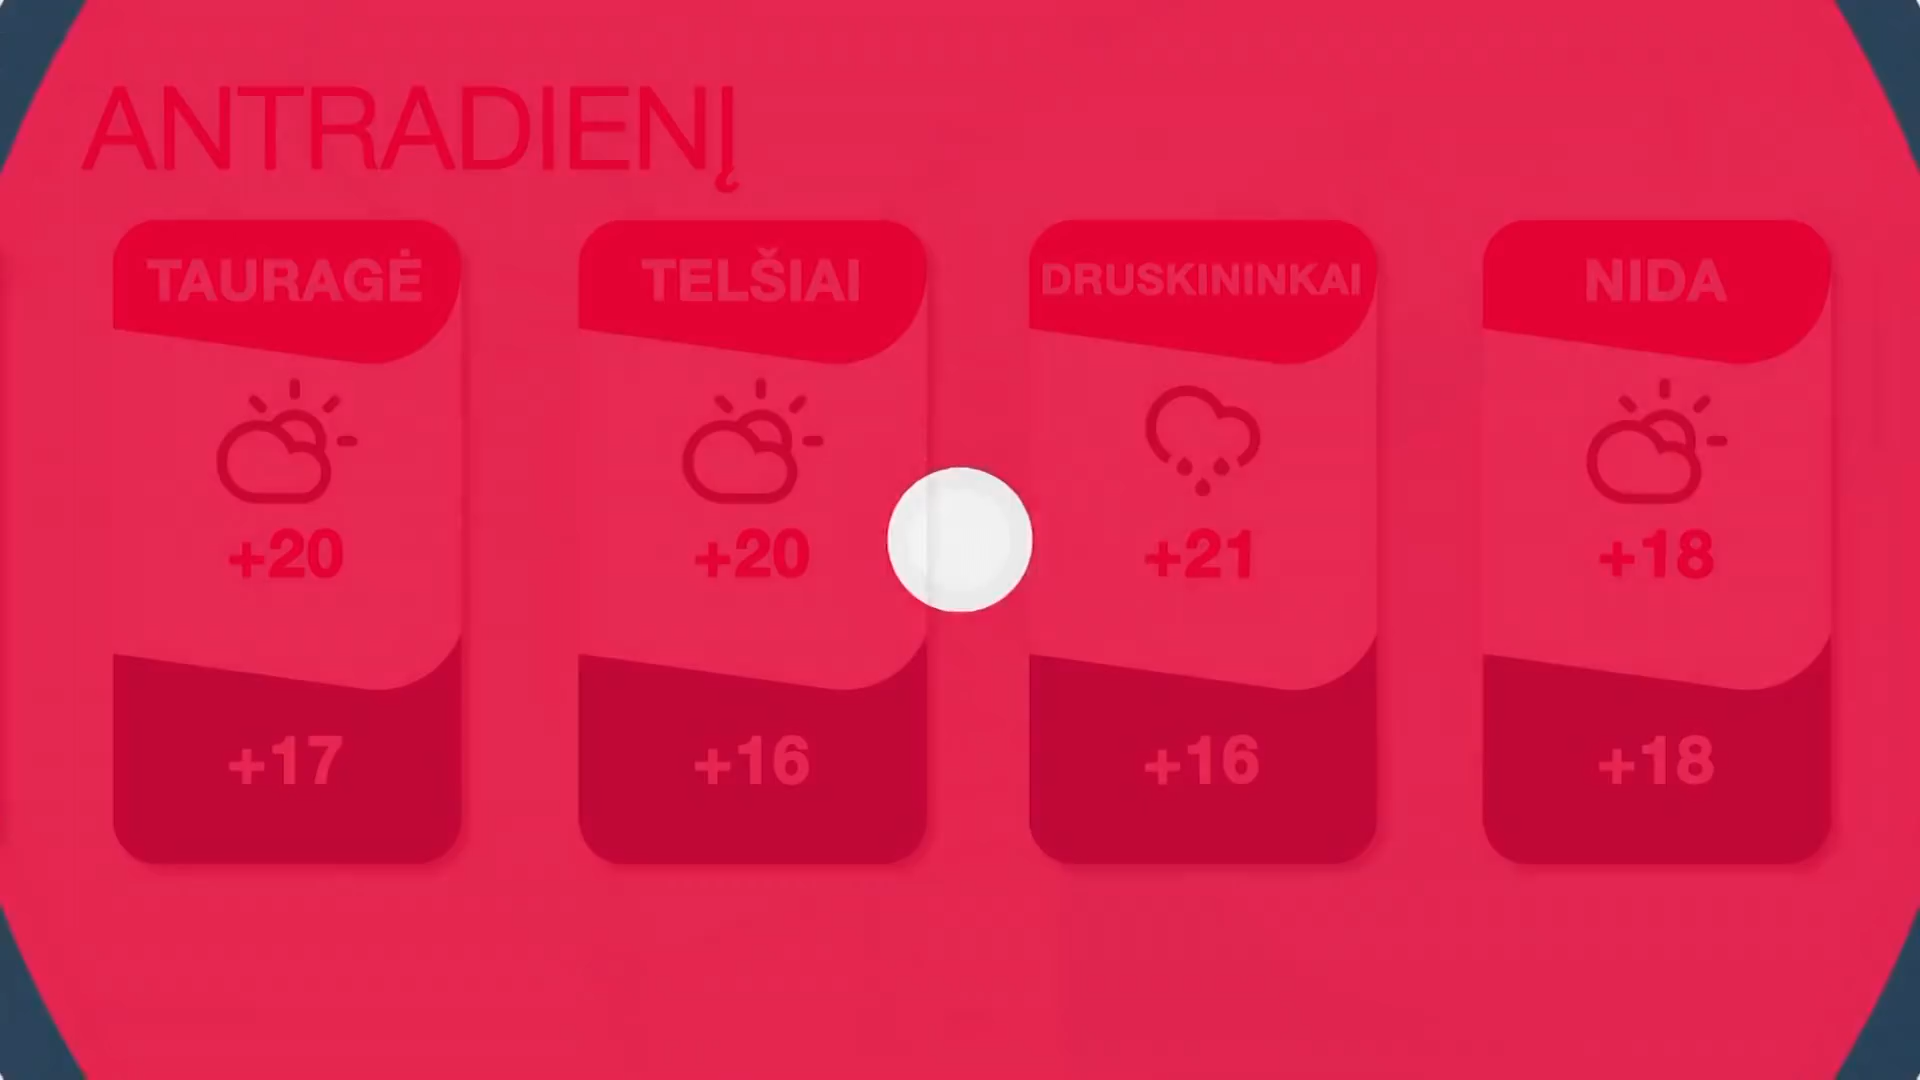 ANTRADIENĮ
TAURAGĖ
+20
+17
TELŠIAI
+20
+16
DRUSKININKAI
+21
+16
NIDA
+18
+18